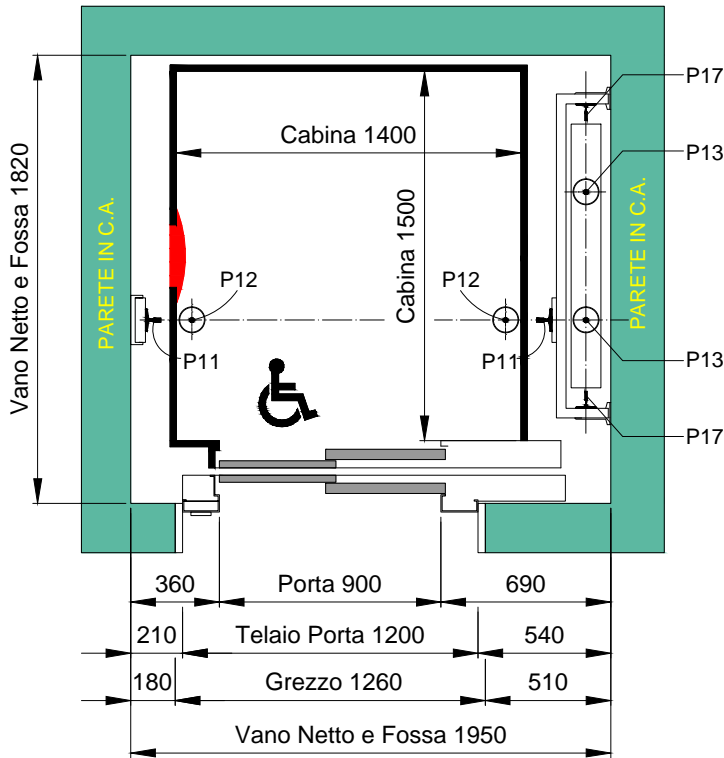 P17
Cabina 1400
P13
Vano Netto e Fossa 1820
PARETE IN C.A.
Cabina 1500
PARETE IN C.A.
P12
P12
P11
P11
P13
P17
360
Porta 900
690
210
Telaio Porta 1200
540
180
Grezzo 1260
510
Vano Netto e Fossa 1950